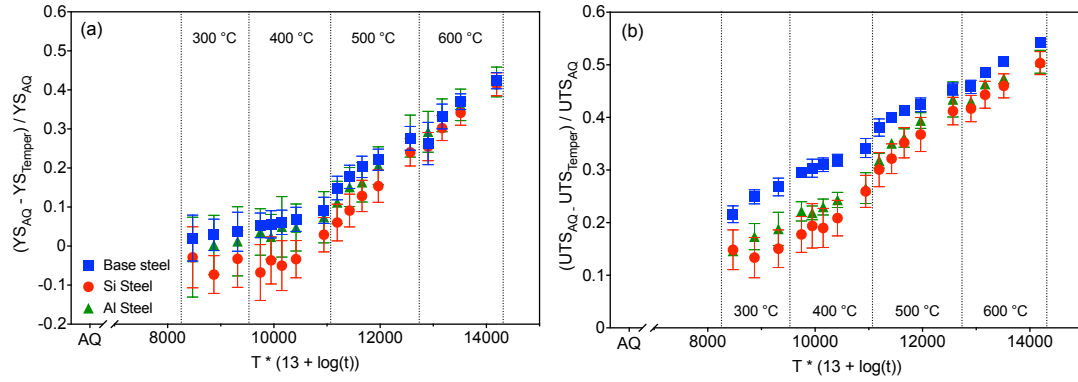 (a)
300 °C 400 °C 500 °C 600 °C
0.6
0.5
0.4
0.3
0.2
0.1
0
-0.1
-0.2
(YS_AQ - YS_Temper) / YS_AQ
Base steel
Si Steel
Al Steel
AQ 8000 10000 12000 14000
T * (13 + log(t))
(b)
0.6
0.5
0.4
0.3
0.2
0.1
0
(UTS_AQ - UTS_Temper) / UTS_AQ
300 °C 400 °C 500 °C 600 °C
AQ 8000 10000 12000 14000
T * (13 + log(t))